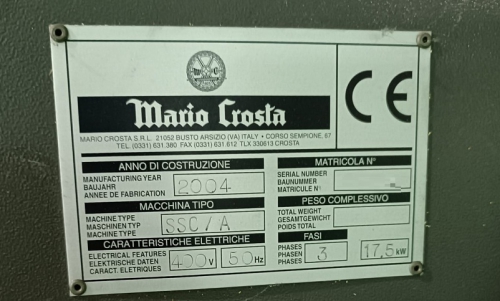 Mario Crosta
MARIO CROSTA S.R.L. 21052 BUSTO ARSIZIO (VA) ITALY • CORSO SEMPIONE, 67
TEL. (0331) 631.380 FAX (0331) 631 612 TLX 330613 CROSTA
CE
ANNO DI COSTRUZIONE
MANUFACTURING YEAR
BAUJAHR
ANNEE DE FABRICATION
2004
MACCHINA TIPO
MACHINE TYPE
MASCHINEN TYP
MACHINE TYPE
SSC/A
CARATTERISTICHE ELETTRICHE
ELECTRICAL FEATURES
ELEKTRISCHE DATEN
CARACT. ELETRIQUES
400 V 50 Hz
MATRICOLA N°
SERIAL NUMBER
BAUNUMMER
MATRICULE N°
PESO COMPLESSIVO
TOTAL WEIGHT
GESAMTGEWICHT
POIDS TOTAL
FASI
PHASES
PHASEN
PHASES
3 17,5 kW